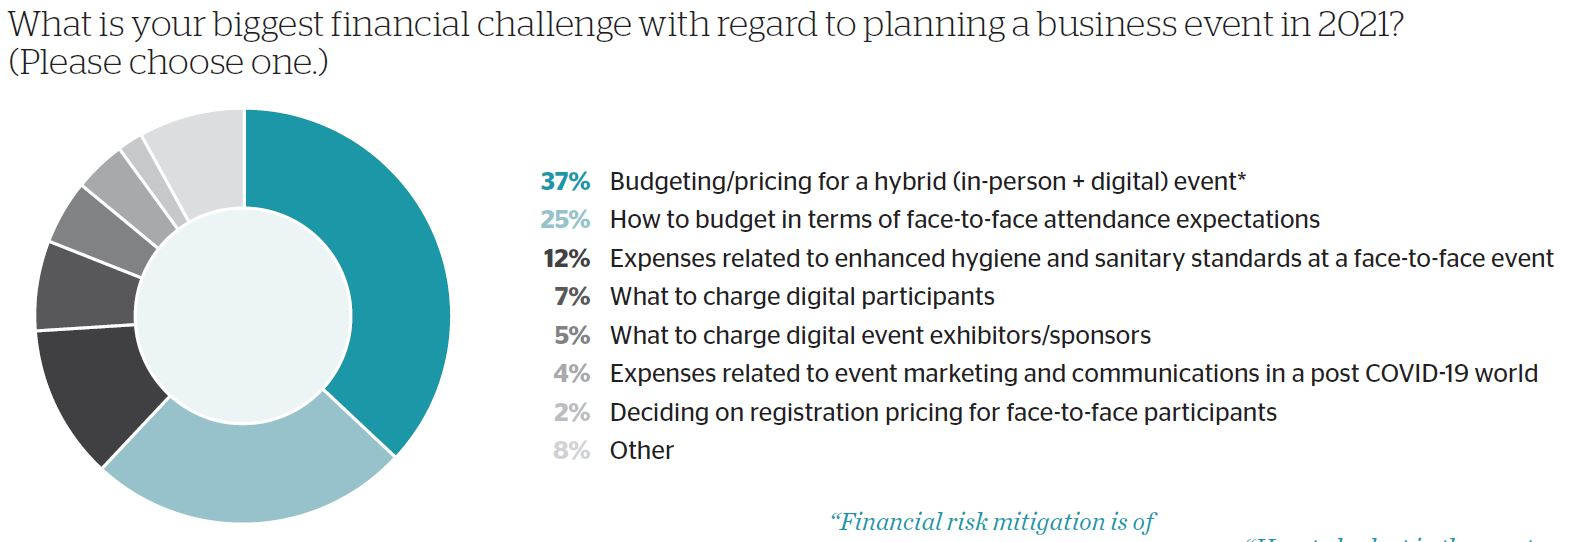 What is your biggest financial challenge with regard to planning a business event in 2021?
(Please choose one.)
37% Budgeting/pricing for a hybrid (in-person + digital) event*
25% How to budget in terms of face-to-face attendance expectations
12% Expenses related to enhanced hygiene and sanitary standards at a face-to-face event
7% What to charge digital participants
5% What to charge digital event exhibitors/sponsors
4% Expenses related to event marketing and communications in a post COVID-19 world
2% Deciding on registration pricing for face-to-face participants
8% Other
“Financial risk mitigation is of